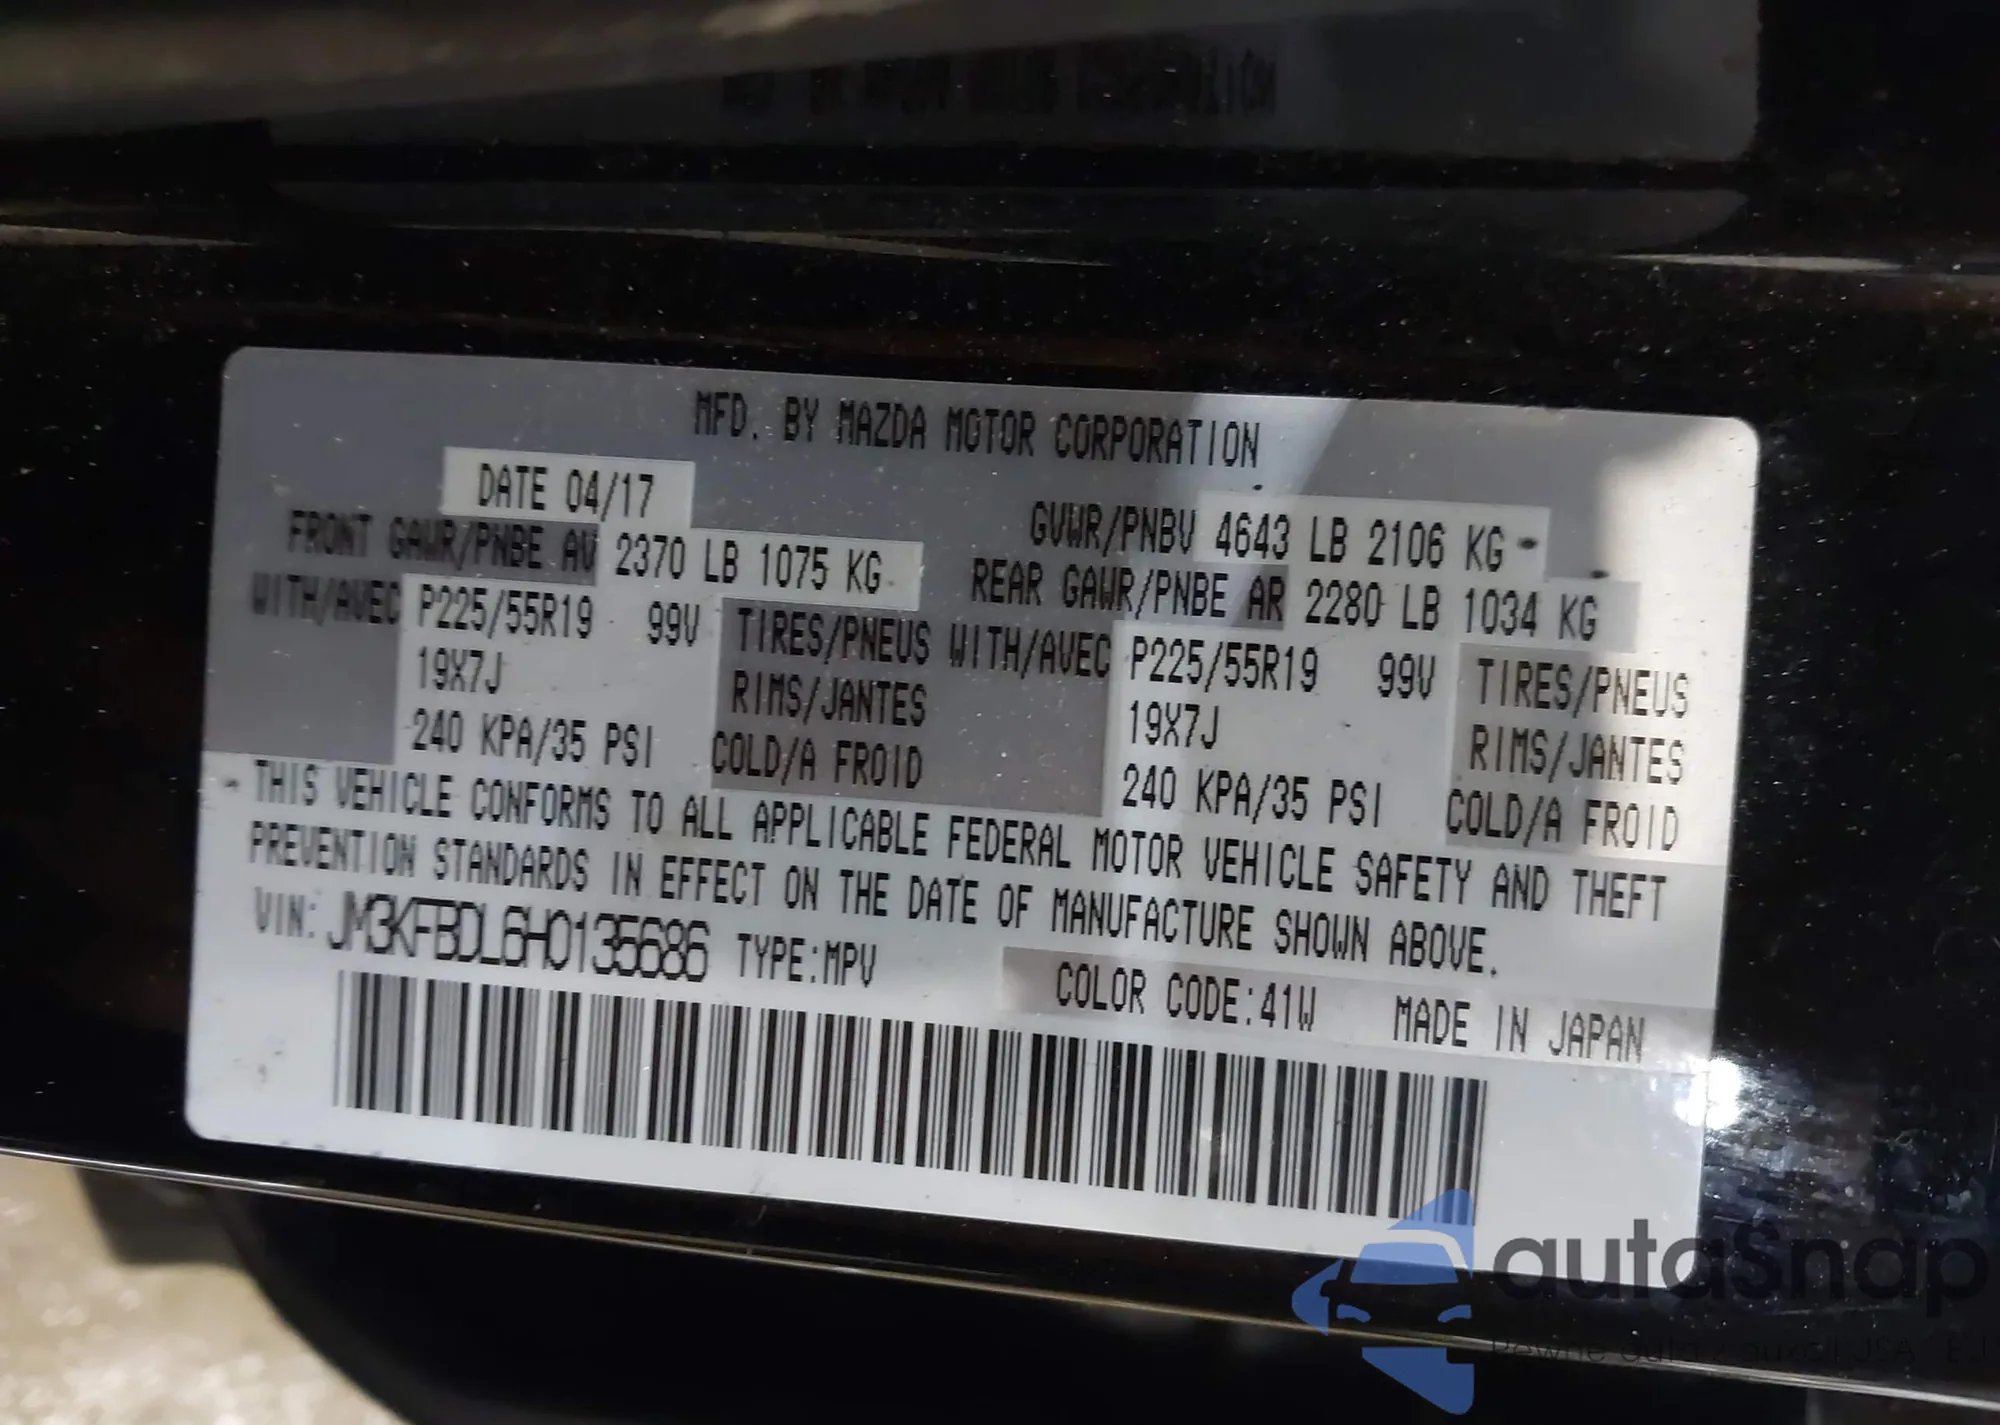 MFD. BY MAZDA MOTOR CORPORATION
DATE 04/17 GVWR/PNBV 4643 LB 2106 KG
FRONT GAWR/PNBE AV 2370 LB 1075 KG REAR GAWR/PNBE AR 2280 LB 1034 KG
WITH/AVEC P225/55R19 99V TIRES/PNEUS WITH/AVEC P225/55R19 99V TIRES/PNEUS
19X7J RIMS/JANTES 19X7J RIMS/JANTES
240 KPA/35 PSI COLD/A FROID 240 KPA/35 PSI COLD/A FROID
THIS VEHICLE CONFORMS TO ALL APPLICABLE FEDERAL MOTOR VEHICLE SAFETY AND THEFT
PREVENTION STANDARDS IN EFFECT ON THE DATE OF MANUFACTURE SHOWN ABOVE.
VIN: JM3KFBDL6H0135686 TYPE:MPV COLOR CODE:41W MADE IN JAPAN
autaSnap